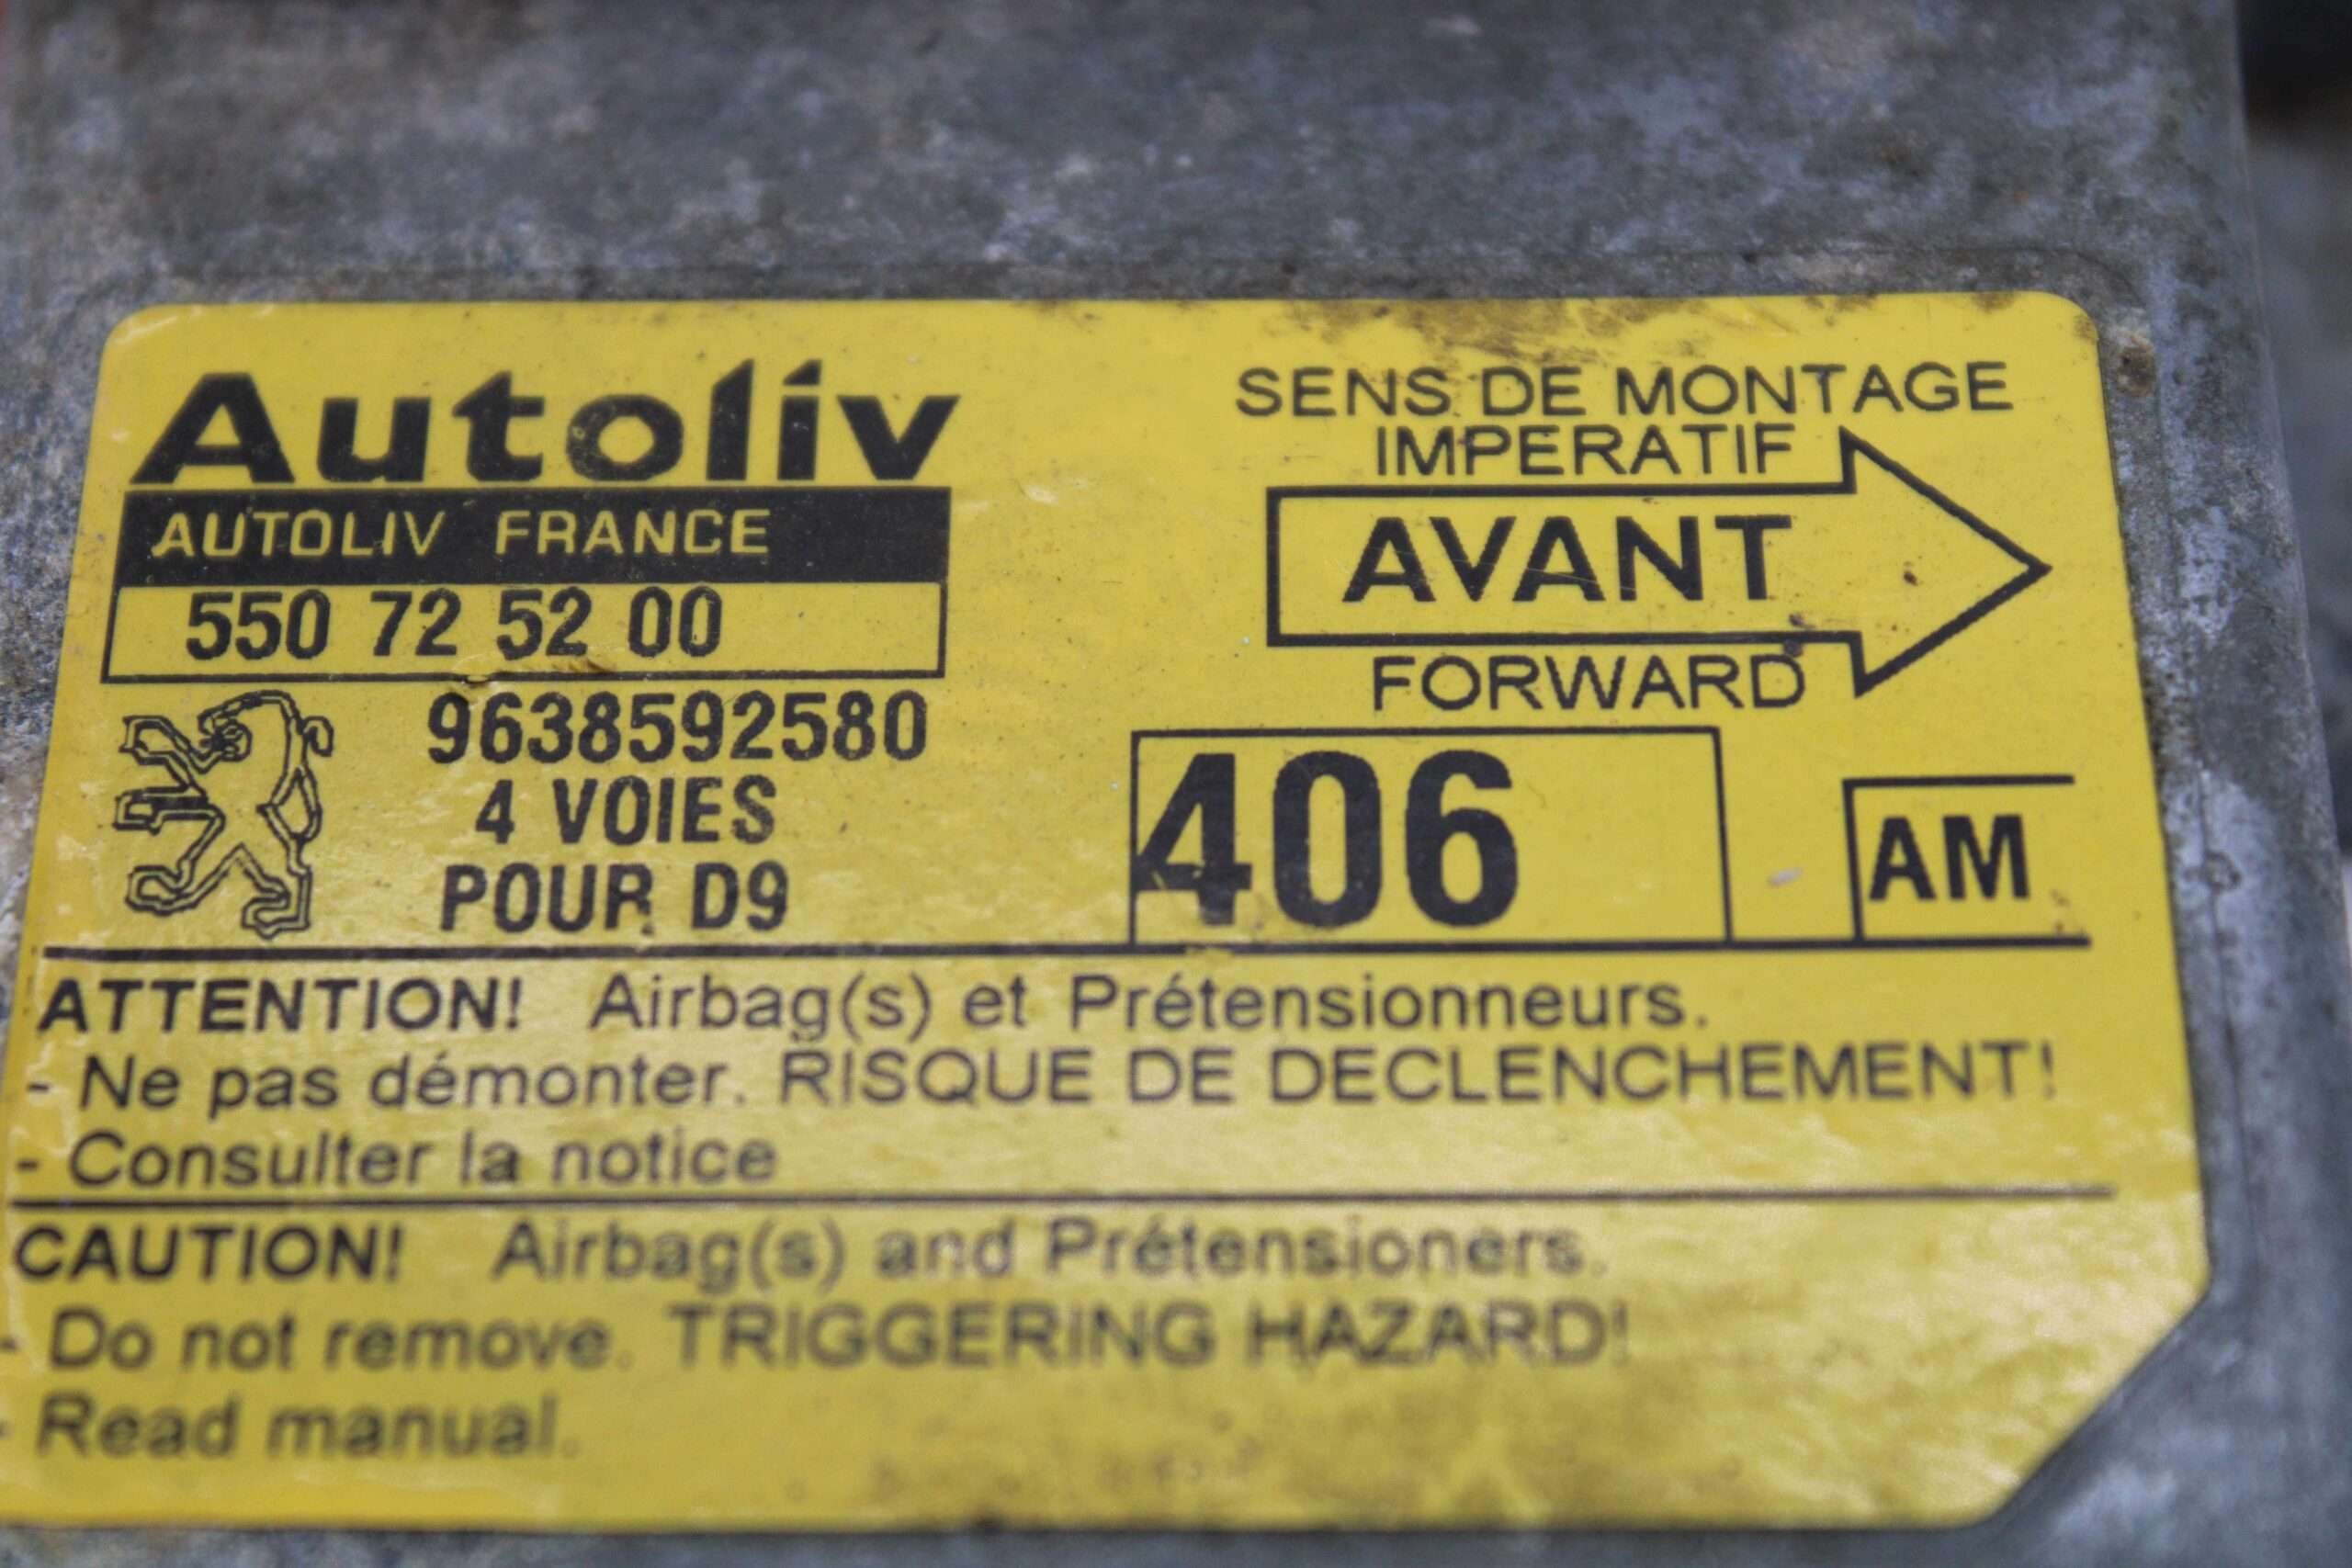 Autoliv
AUTOLIV FRANCE
550 72 52 00
9638592580
4 VOIES
POUR D9
SENS DE MONTAGE
IMPERATIF
AVANT
FORWARD
406
AM
ATTENTION! Airbag(s) et Prétensionneurs.
- Ne pas démonter. RISQUE DE DECLENCHEMENT!
- Consulter la notice
CAUTION! Airbag(s) and Prétensioners.
- Do not remove. TRIGGERING HAZARD!
- Read manual.